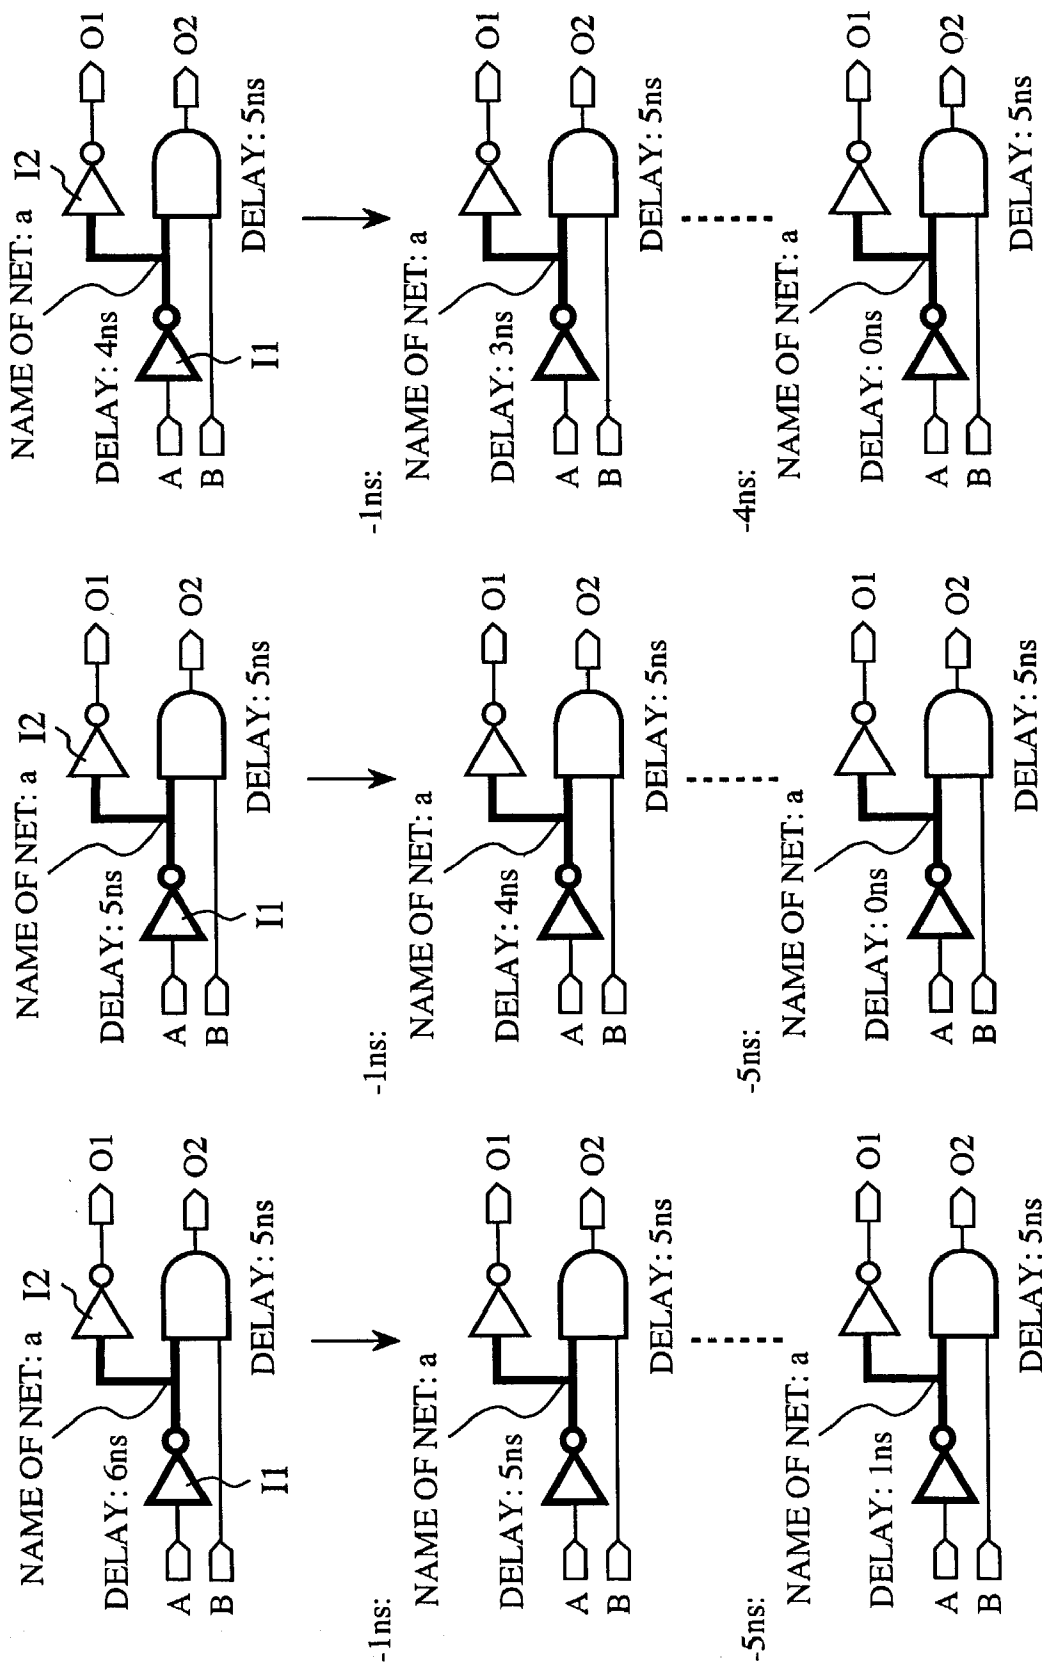 NAME OF NET: a
I2
DELAY: 6ns
A
B
I1
O1
O2
DELAY: 5ns
-1ns:
NAME OF NET: a
DELAY: 5ns
A
B
O1
O2
DELAY: 5ns
-5ns:
NAME OF NET: a
DELAY: 1ns
A
B
O1
O2
DELAY: 5ns
NAME OF NET: a
I2
DELAY: 5ns
A
B
I1
O1
O2
DELAY: 5ns
-1ns:
NAME OF NET: a
DELAY: 4ns
A
B
O1
O2
DELAY: 5ns
-5ns:
NAME OF NET: a
DELAY: 0ns
A
B
O1
O2
DELAY: 5ns
NAME OF NET: a
I2
DELAY: 4ns
A
B
I1
O1
O2
DELAY: 5ns
-1ns:
NAME OF NET: a
DELAY: 3ns
A
B
O1
O2
DELAY: 5ns
-4ns:
NAME OF NET: a
DELAY: 0ns
A
B
O1
O2
DELAY: 5ns